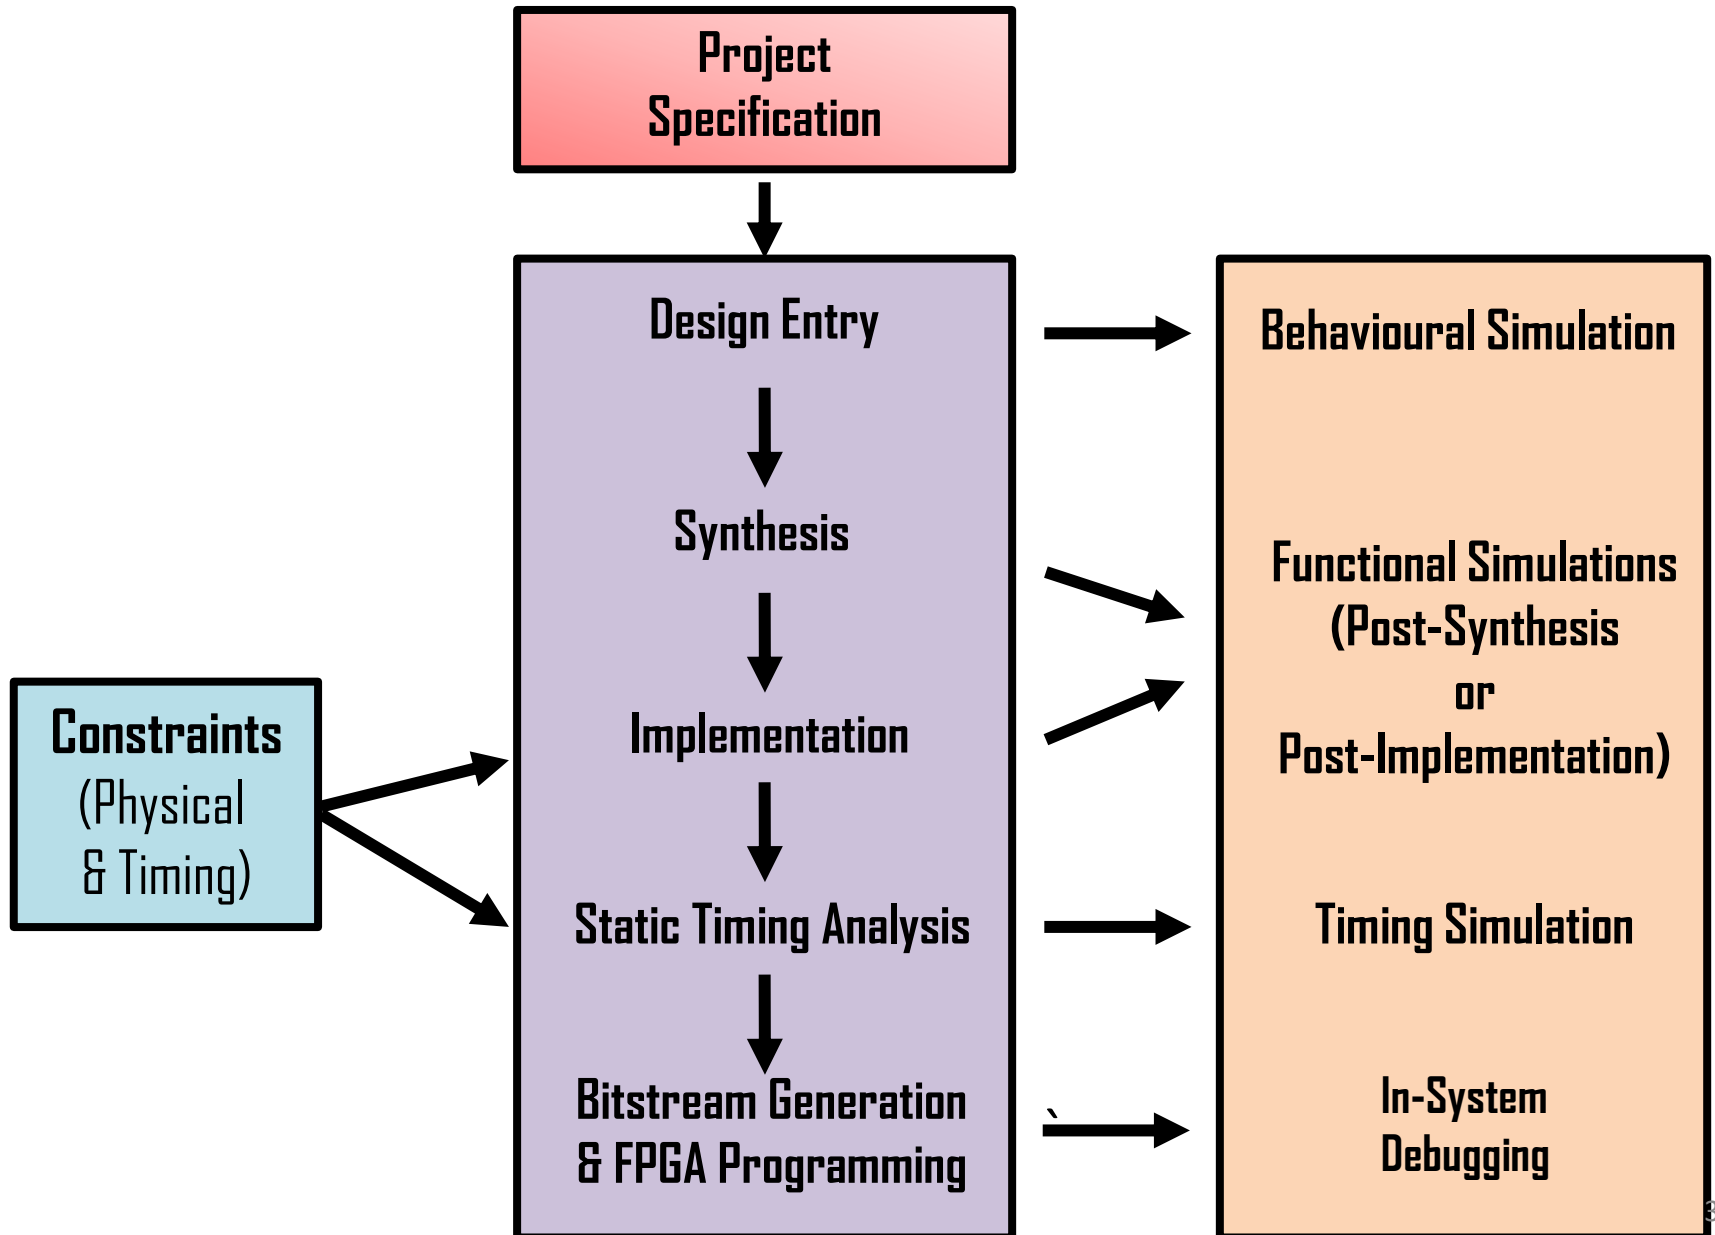 Project
Specification
Design Entry
Synthesis
Implementation
Static Timing Analysis
Bitstream Generation
& FPGA Programming
Constraints
(Physical
& Timing)
Behavioural Simulation
Functional Simulations
(Post-Synthesis
or
Post-Implementation)
Timing Simulation
`
In-System
Debugging
3